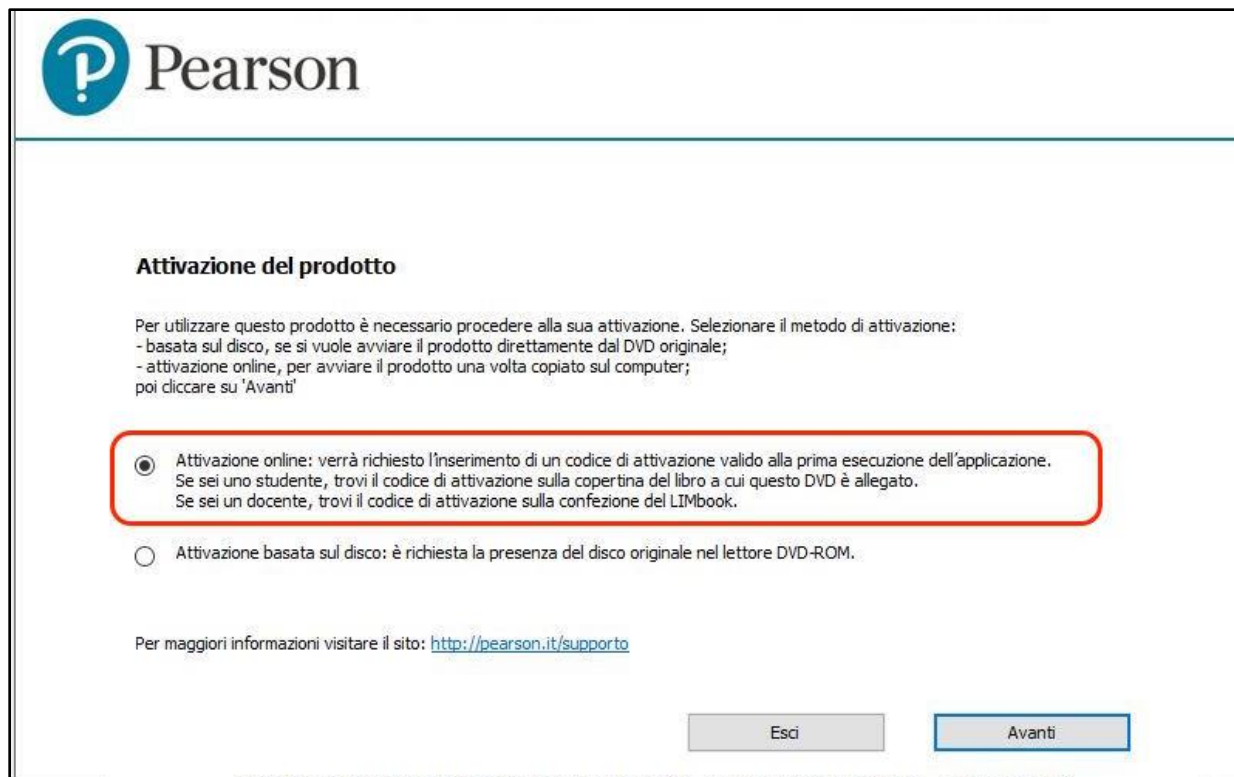 Pearson
Attivazione del prodotto
Per utilizzare questo prodotto è necessario procedere alla sua attivazione. Selezionare il metodo di attivazione:
- basata sul disco, se si vuole avviare il prodotto direttamente dal DVD originale;
- attivazione online, per avviare il prodotto una volta copiato sul computer;
poi cliccare su 'Avanti'
Attivazione online: verrà richiesto l'inserimento di un codice di attivazione valido alla prima esecuzione dell'applicazione.
Se sei uno studente, trovi il codice di attivazione sulla copertina del libro a cui questo DVD è allegato.
Se sei un docente, trovi il codice di attivazione sulla confezione del LIMbook.
Attivazione basata sul disco: è richiesta la presenza del disco originale nel lettore DVD-ROM.
Per maggiori informazioni visitare il sito: http://pearson.it/supporto
Esci Avanti